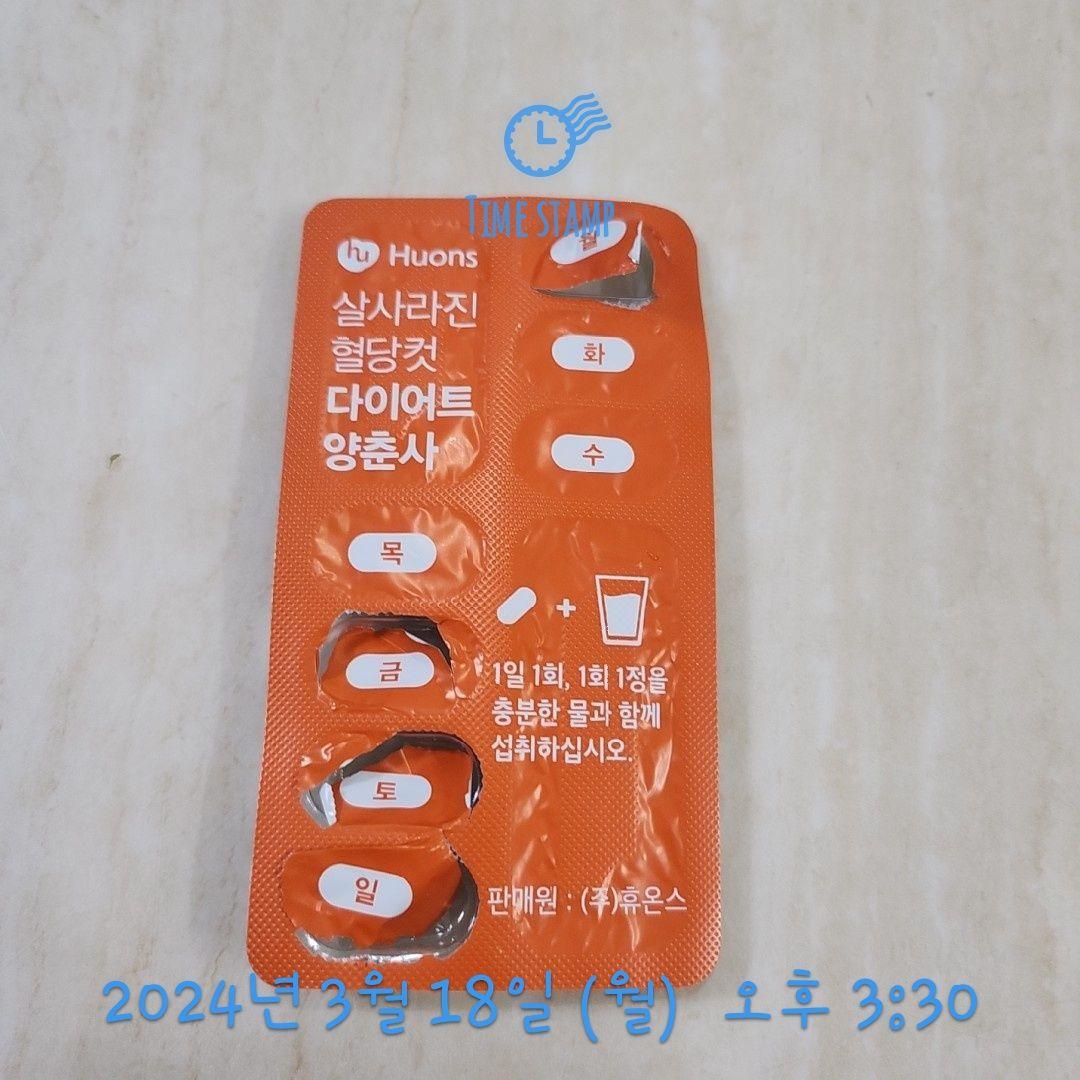 TIME STAMP
hu Huons
살사라진
혈당컷
다이어트
양춘사
월
화
수
목
금
토
일
+
1일 1회, 1회 1정을
충분한 물과 함께
섭취하십시오.
판매원 : (주)휴온스
2024년 3월 18일 (월) 오후 3:30